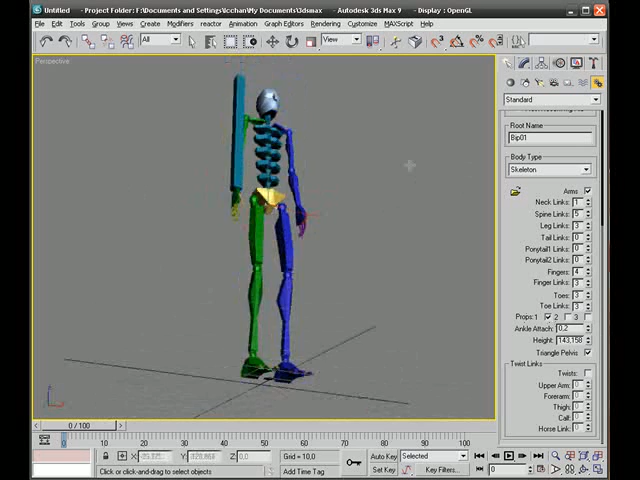 Untitled - Project Folder: F:\Documents and Settings\lcchan\My Documents\3dsmax - Autodesk 3ds Max 9 - Display : OpenGL
File Edit Tools Group Views Create Modifiers reactor Animation Graph Editors Rendering Customize MAXScript Help
All View
Perspective
Standard
Root Name
Bip01
Body Type
Skeleton
Arms
Neck Links: 1
Spine Links: 5
Leg Links: 3
Tail Links: 0
Ponytail1 Links: 0
Ponytail2 Links: 0
Fingers: 4
Finger Links: 3
Toes: 3
Toe Links: 3
Props: 1 2 3
Ankle Attach: 0,2
Height: 143,158
Triangle Pelvis
Twist Links
Twists:
Upper Arm: 0
Forearm: 0
Thigh: 0
Calf: 0
Horse Link: 0
0 / 100
0 10 20 30 40 50 60 70 80 90 100
X: Y: Z: 0,0 Grid = 10,0 Auto Key Selected
Click or click-and-drag to select objects Add Time Tag Set Key Key Filters... 0